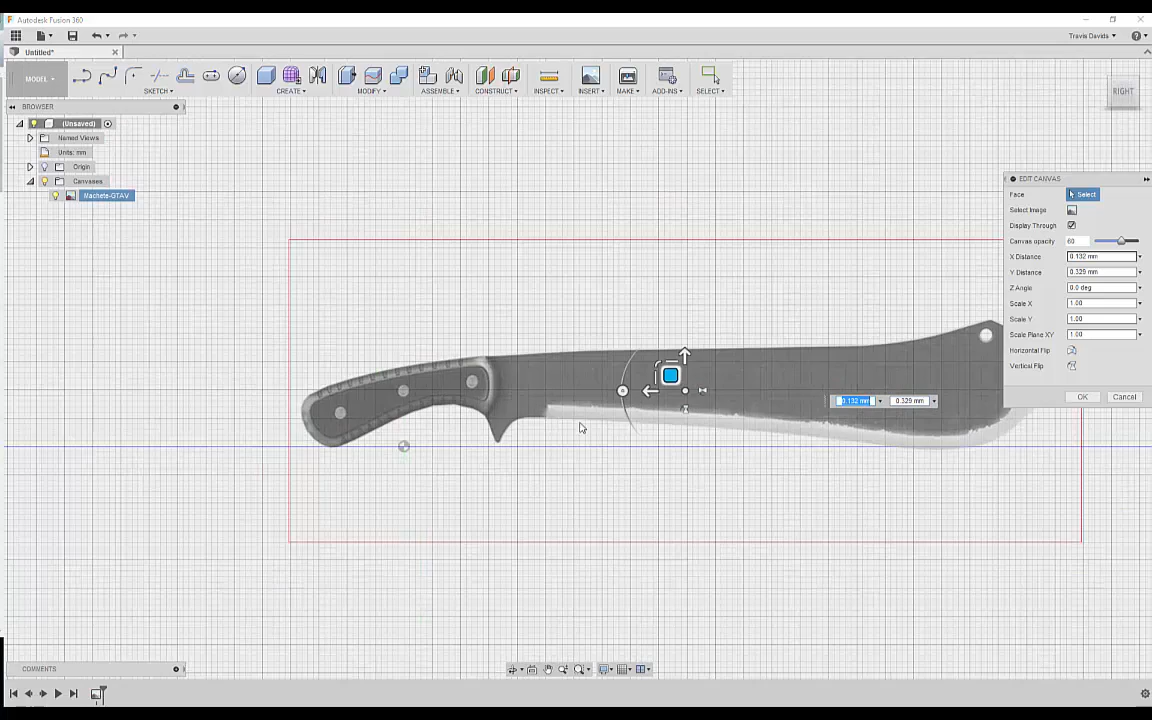 Autodesk Fusion 360
Travis Davids
Untitled*
MODEL
SKETCH
CREATE
MODIFY
ASSEMBLE
CONSTRUCT
INSPECT
INSERT
MAKE
ADD-INS
SELECT
RIGHT
BROWSER
(Unsaved)
Named Views
Units: mm
Origin
Canvases
Machete-GTAV
EDIT CANVAS
Face Select
Select Image
Display Through
Canvas opacity 60
X Distance 0.132 mm
Y Distance 0.329 mm
Z Angle 0.0 deg
Scale X 1.00
Scale Y 1.00
Scale Plane XY 1.00
Horizontal Flip
Vertical Flip
OK Cancel
0.132 mm 0.329 mm
COMMENTS